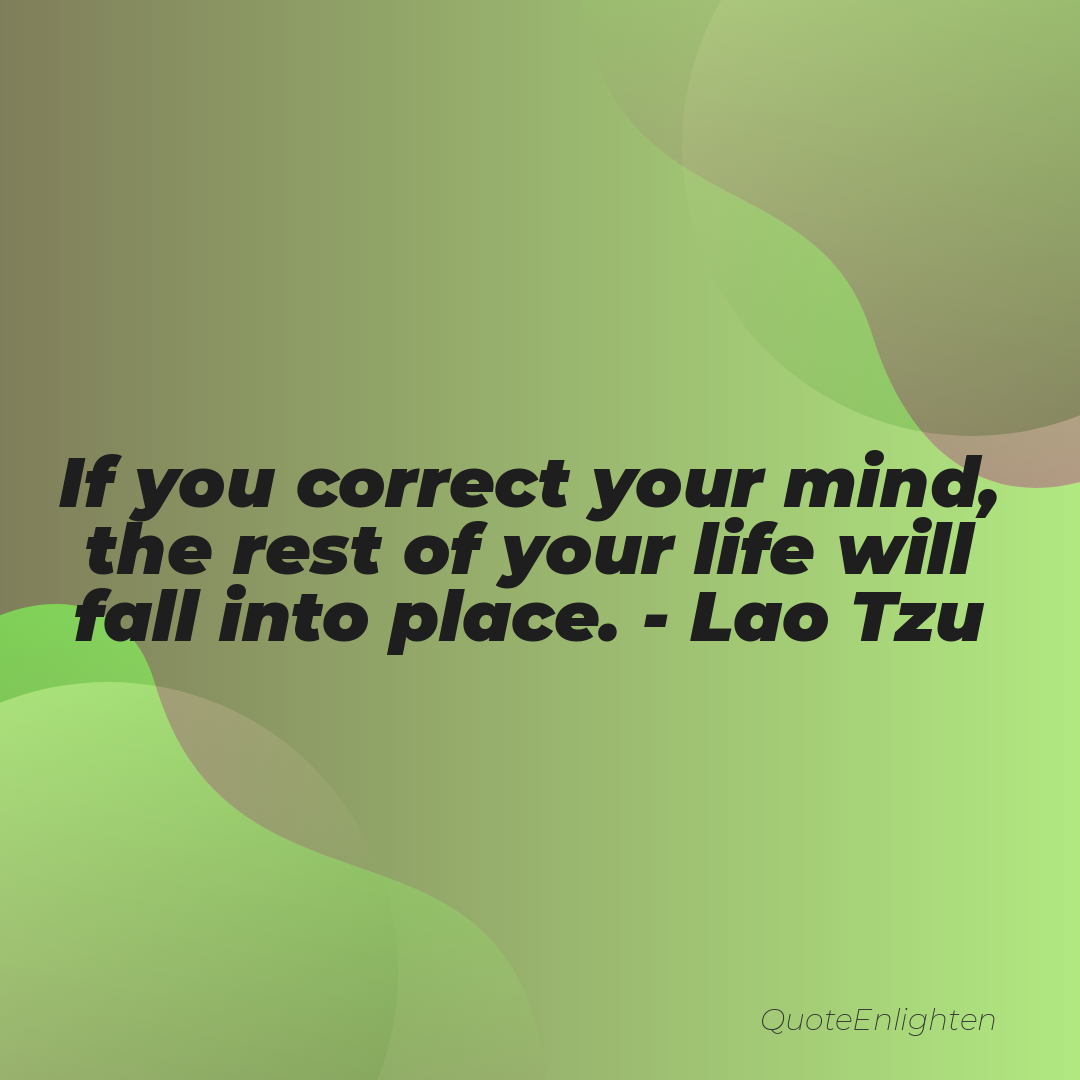 If you correct your mind,
the rest of your life will
fall into place. - Lao Tzu
QuoteEnlighten